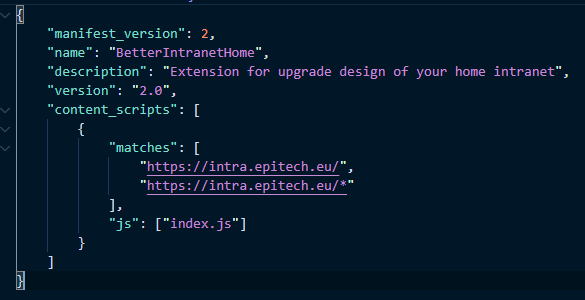 {
"manifest_version": 2,
"name": "BetterIntranetHome",
"description": "Extension for upgrade design of your home intranet",
"version": "2.0",
"content_scripts": [
{
"matches": [
"https://intra.epitech.eu/",
"https://intra.epitech.eu/*"
],
"js": ["index.js"]
}
]
}